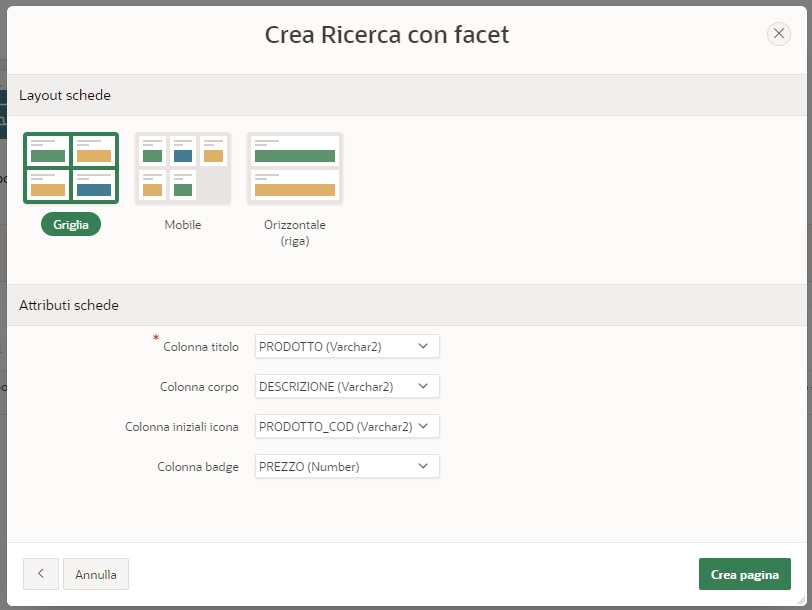 Crea Ricerca con facet
Layout schede
Griglia
Mobile
Orizzontale
(riga)
Attributi schede
* Colonna titolo PRODOTTO (Varchar2)
Colonna corpo DESCRIZIONE (Varchar2)
Colonna iniziali icona PRODOTTO_COD (Varchar2)
Colonna badge PREZZO (Number)
Annulla
Crea pagina